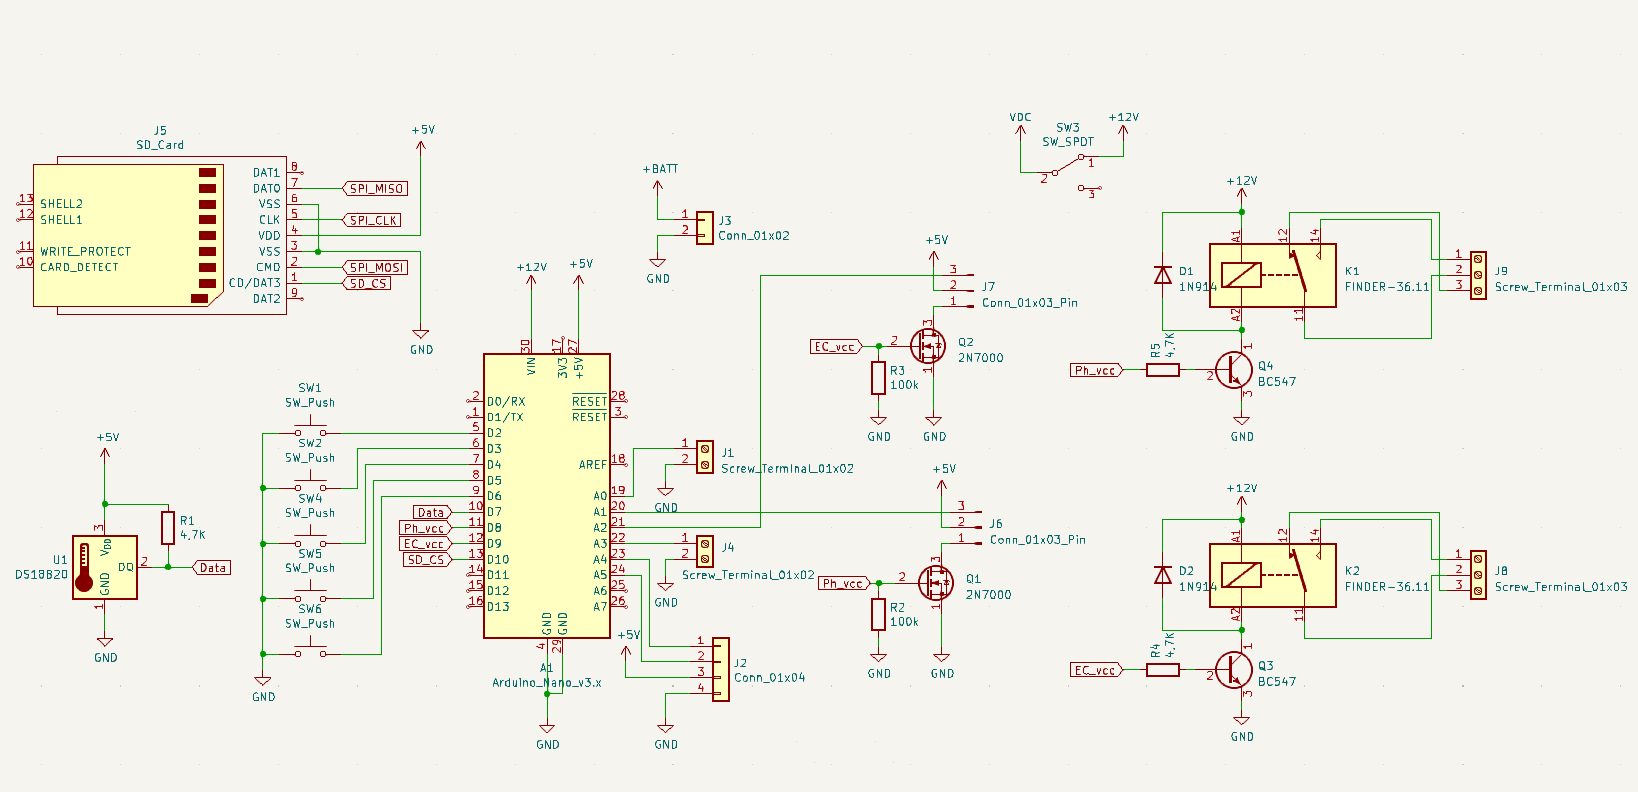 J5
SD_Card
DAT1
8
DAT0
7
SPI_MISO
VSS
6
CLK
5
SPI_CLK
VDD
4
VSS
3
CMD
2
SPI_MOSI
CD/DAT3
1
SD_CS
DAT2
9
13
SHELL2
12
SHELL1
11
WRITE_PROTECT
10
CARD_DETECT
+5V
GND
+BATT
1
2
J3
Conn_01x02
GND
VDC
SW3
SW_SPDT
+12V
1
2
3
SW1
SW_Push
SW2
SW_Push
SW4
SW_Push
SW5
SW_Push
SW6
SW_Push
GND
+5V
R1
4.7K
U1
DS18B20
3
VDD
DQ
2
GND
1
Data
GND
+12V
+5V
30
VIN
17
3V3
27
+5V
2
D0/RX
1
D1/TX
5
D2
6
D3
7
D4
8
D5
9
D6
Data
10
D7
Ph_vcc
11
D8
EC_vcc
12
D9
SD_CS
13
D10
14
D11
15
D12
16
D13
RESET
28
RESET
3
AREF
18
A0
19
A1
20
A2
21
A3
22
A4
23
A5
24
A6
25
A7
26
GND
4
GND
29
A1
Arduino_Nano_v3.x
GND
1
2
J1
Screw_Terminal_01x02
GND
1
2
J4
Screw_Terminal_01x02
GND
+5V
1
2
3
4
J2
Conn_01x04
GND
+5V
3
2
1
J7
Conn_01x03_Pin
EC_vcc
2
3
1
Q2
2N7000
R3
100k
GND
GND
+5V
3
2
1
J6
Conn_01x03_Pin
Ph_vcc
2
3
1
Q1
2N7000
R2
100k
GND
GND
+12V
D1
1N914
A1
A2
12
14
11
K1
FINDER-36.11
1
2
3
J9
Screw_Terminal_01x03
Ph_vcc
R5
4.7K
2
1
3
Q4
BC547
GND
+12V
D2
1N914
A1
A2
12
14
11
K2
FINDER-36.11
1
2
3
J8
Screw_Terminal_01x03
EC_vcc
R4
4.7K
2
1
3
Q3
BC547
GND